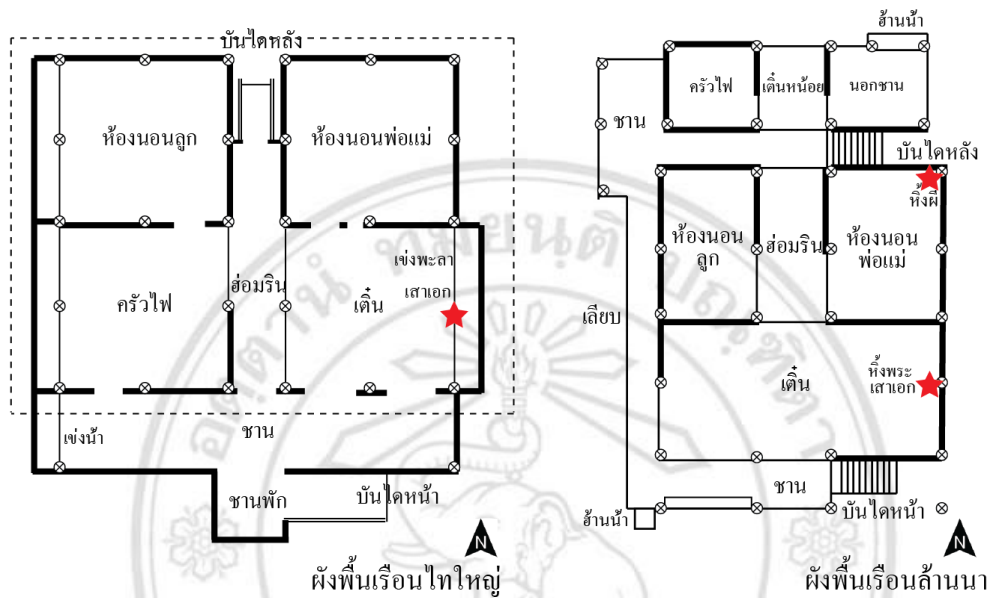 บันไดหลัง
ห้องนอนลูก
ห้องนอนพ่อแม่
เข่งพะลา
ฮ่อมริน
ครัวไฟ
เติ๋น
เสาเอก
ชาน
เข่งน้ำ
ชานพัก
บันไดหน้า
N
ผังพื้นเรือนไทใหญ่
ฮ้านน้ำ
ครัวไฟ
เติ๋นหน้อย
นอกชาน
ชาน
บันไดหลัง
หิ้งผี
ห้องนอน
ลูก
ฮ่อมริน
ห้องนอน
พ่อแม่
เลียบ
เติ๋น
หิ้งพระ
เสาเอก
ชาน
บันไดหน้า
ฮ้านน้ำ
N
ผังพื้นเรือนล้านนา